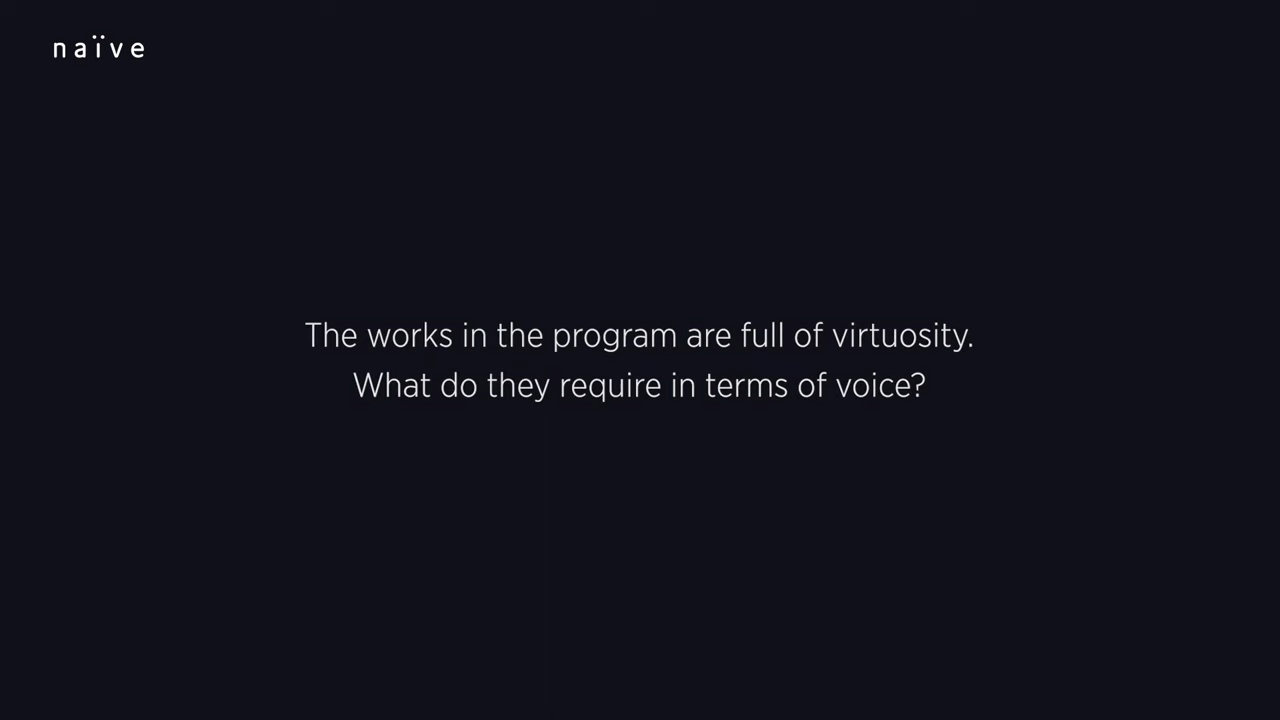 naïve
The works in the program are full of virtuosity.
What do they require in terms of voice?